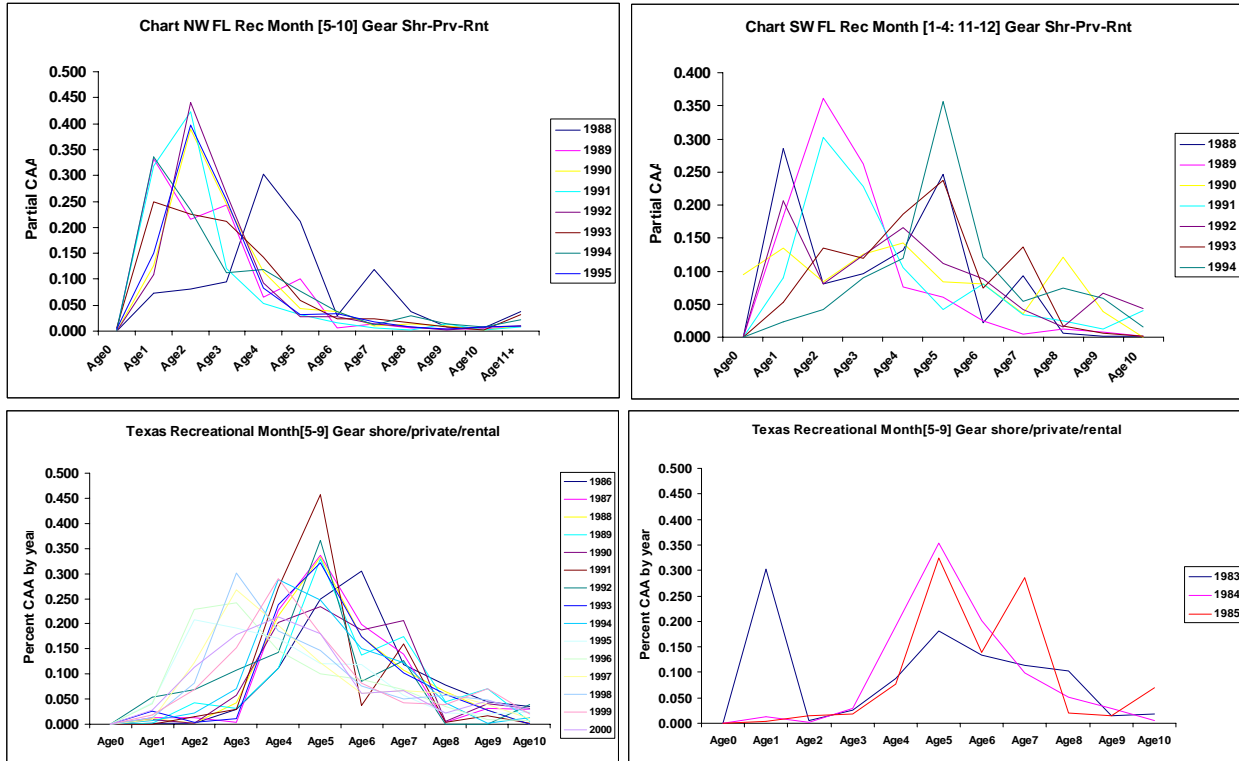 Chart NW FL Rec Month [5-10] Gear Shr-Prv-Rnt
Partial CAA
0.500
0.450
0.400
0.350
0.300
0.250
0.200
0.150
0.100
0.050
0.000
Age0
Age1
Age2
Age3
Age4
Age5
Age6
Age7
Age8
Age9
Age10
Age11+
1988
1989
1990
1991
1992
1993
1994
1995
Chart SW FL Rec Month [1-4: 11-12] Gear Shr-Prv-Rnt
Partial CAA
0.400
0.350
0.300
0.250
0.200
0.150
0.100
0.050
0.000
Age0
Age1
Age2
Age3
Age4
Age5
Age6
Age7
Age8
Age9
Age10
1988
1989
1990
1991
1992
1993
1994
Texas Recreational Month[5-9] Gear shore/private/rental
Percent CAA by year
0.500
0.450
0.400
0.350
0.300
0.250
0.200
0.150
0.100
0.050
0.000
Age0
Age1
Age2
Age3
Age4
Age5
Age6
Age7
Age8
Age9
Age10
1986
1987
1988
1989
1990
1991
1992
1993
1994
1995
1996
1997
1998
1999
2000
Texas Recreational Month[5-9] Gear shore/private/rental
Percent CAA by year
0.500
0.450
0.400
0.350
0.300
0.250
0.200
0.150
0.100
0.050
0.000
Age0
Age1
Age2
Age3
Age4
Age5
Age6
Age7
Age8
Age9
Age10
1983
1984
1985